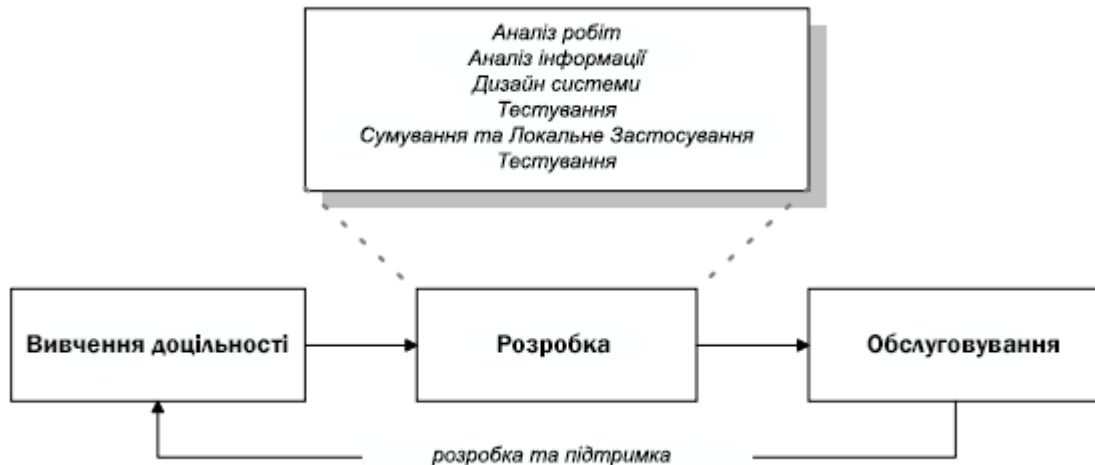 Аналіз робіт
Аналіз інформації
Дизайн системи
Тестування
Сумування та Локальне Застосування
Тестування
Вивчення доцільності
Розробка
Обслуговування
розробка та підтримка